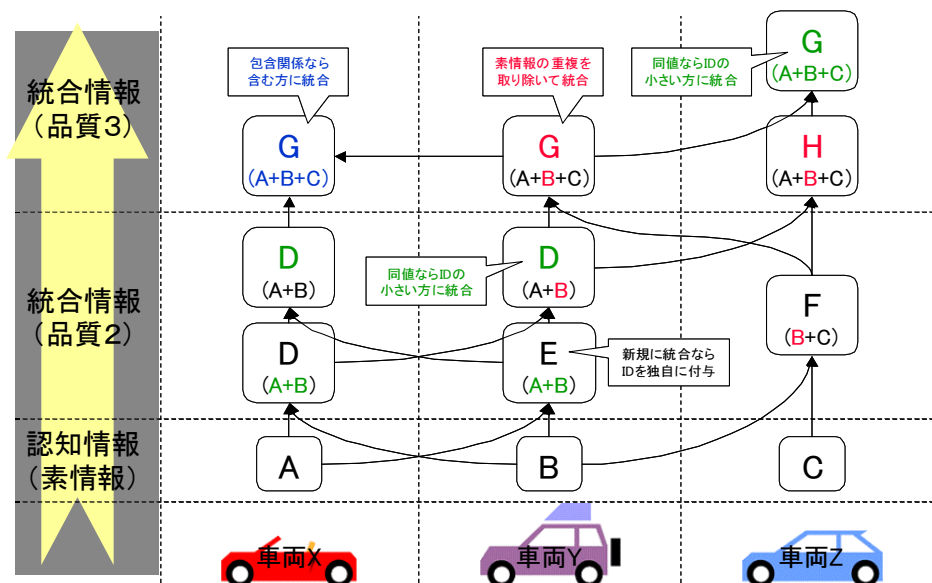 統合情報
(品質3)
包含関係なら
含む方に統合
素情報の重複を
取り除いて統合
同値ならIDの
小さい方に統合
G
(A+B+C)
G
(A+B+C)
G
(A+B+C)
H
(A+B+C)
統合情報
(品質2)
D
(A+B)
同値ならIDの
小さい方に統合
D
(A+B)
F
(B+C)
D
(A+B)
E
(A+B)
新規に統合なら
IDを独自に付与
認知情報
(素情報)
A
B
C
車両X
車両Y
車両Z